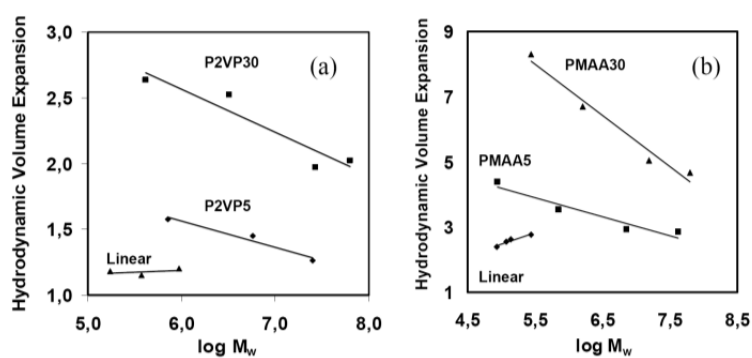 Hydrodynamic Volume Expansion
3,0
2,5
2,0
1,5
1,0
P2VP30
(a)
P2VP5
Linear
5,0 6,0 7,0 8,0
log Mw
Hydrodynamic Volume Expansion
9
7
5
3
1
PMAA30
(b)
PMAA5
Linear
4,5 5,5 6,5 7,5 8,5
log Mw